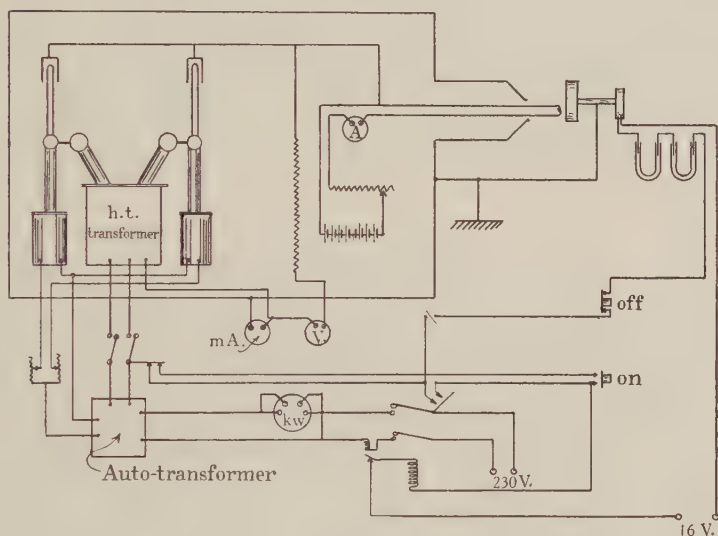 A
h.t.
transformer
off
mA.
V.
on
kw
Auto-transformer
230 V.
16 V.